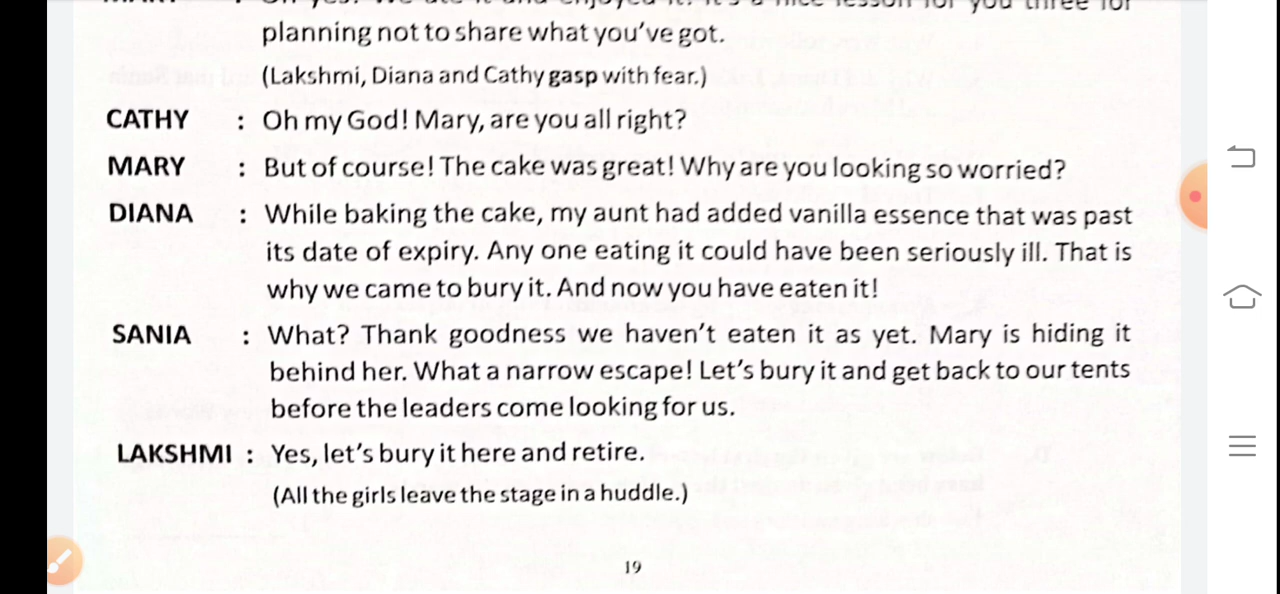 planning not to share what you've got.
(Lakshmi, Diana and Cathy gasp with fear.)
CATHY : Oh my God! Mary, are you all right?
MARY : But of course! The cake was great! Why are you looking so worried?
DIANA : While baking the cake, my aunt had added vanilla essence that was past
its date of expiry. Any one eating it could have been seriously ill. That is
why we came to bury it. And now you have eaten it!
SANIA : What? Thank goodness we haven't eaten it as yet. Mary is hiding it
behind her. What a narrow escape! Let's bury it and get back to our tents
before the leaders come looking for us.
LAKSHMI : Yes, let's bury it here and retire.
(All the girls leave the stage in a huddle.)
19